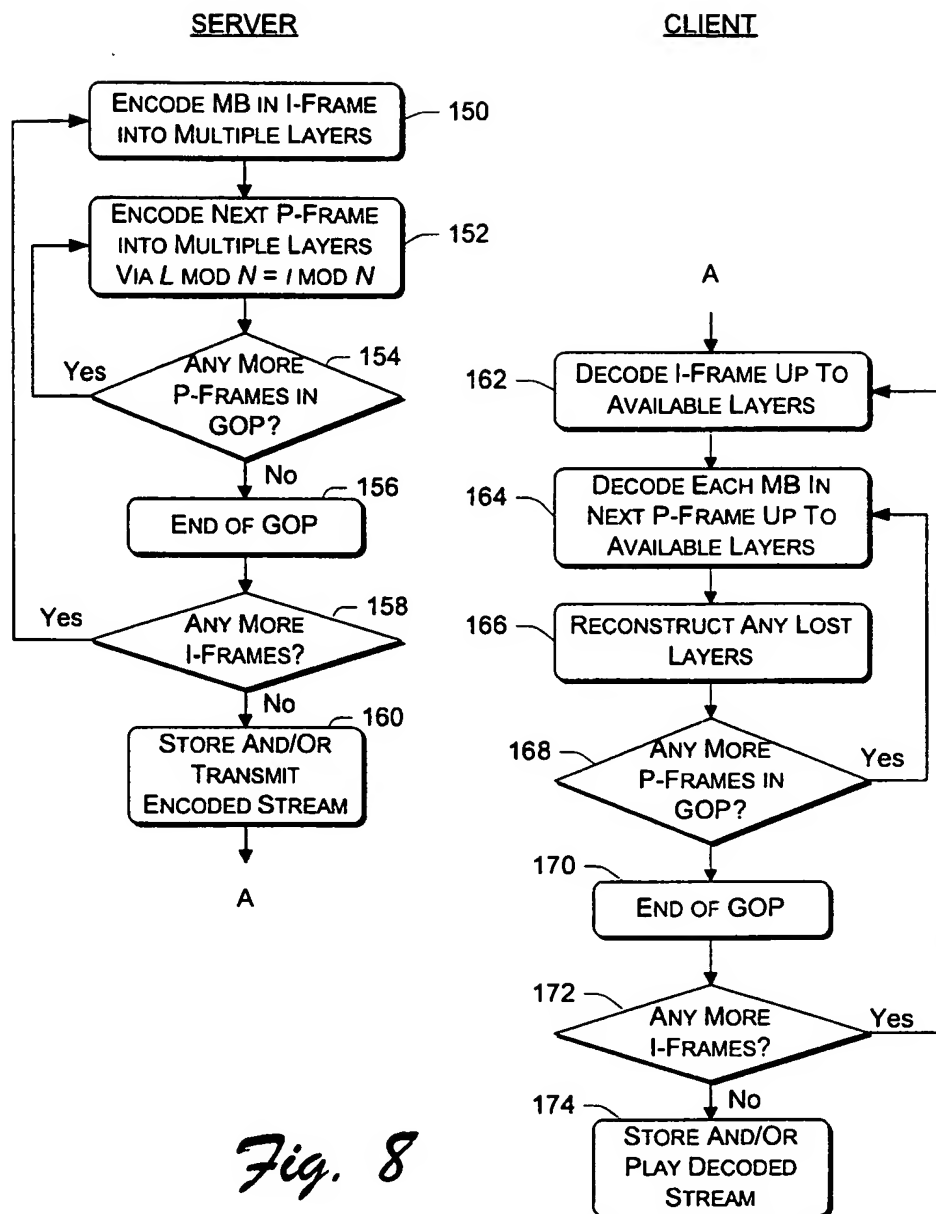 SERVER
ENCODE MB IN I-FRAME
INTO MULTIPLE LAYERS
150
ENCODE NEXT P-FRAME
INTO MULTIPLE LAYERS
VIA L MOD N = i MOD N
152
Yes
ANY MORE
P-FRAMES IN
GOP?
154
No
156
END OF GOP
Yes
158
ANY MORE
I-FRAMES?
No
160
STORE AND/OR
TRANSMIT
ENCODED STREAM
A
CLIENT
A
162
DECODE I-FRAME UP TO
AVAILABLE LAYERS
164
DECODE EACH MB IN
NEXT P-FRAME UP TO
AVAILABLE LAYERS
166
RECONSTRUCT ANY LOST
LAYERS
168
ANY MORE
P-FRAMES IN
GOP?
Yes
170
END OF GOP
172
ANY MORE
I-FRAMES?
Yes
No
174
STORE AND/OR
PLAY DECODED
STREAM
Fig. 8